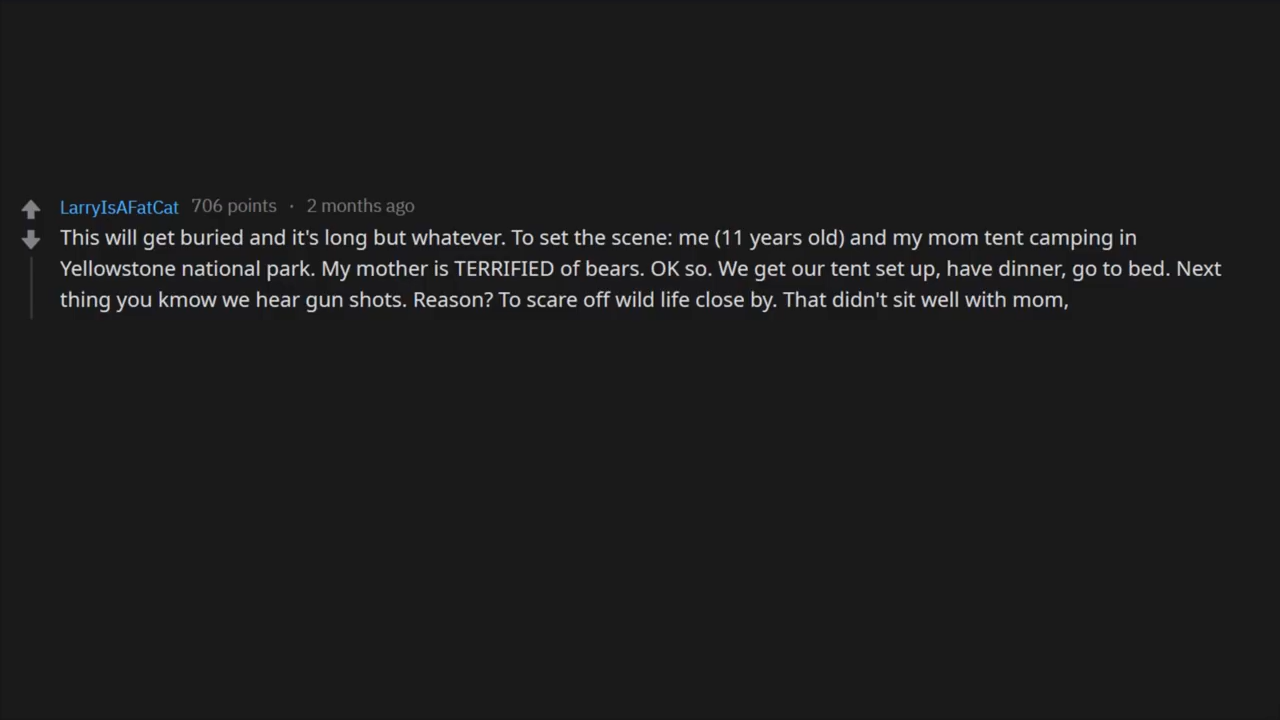 LarryIsAFatCat 706 points · 2 months ago
This will get buried and it's long but whatever. To set the scene: me (11 years old) and my mom tent camping in
Yellowstone national park. My mother is TERRIFIED of bears. OK so. We get our tent set up, have dinner, go to bed. Next
thing you kmow we hear gun shots. Reason? To scare off wild life close by. That didn't sit well with mom,